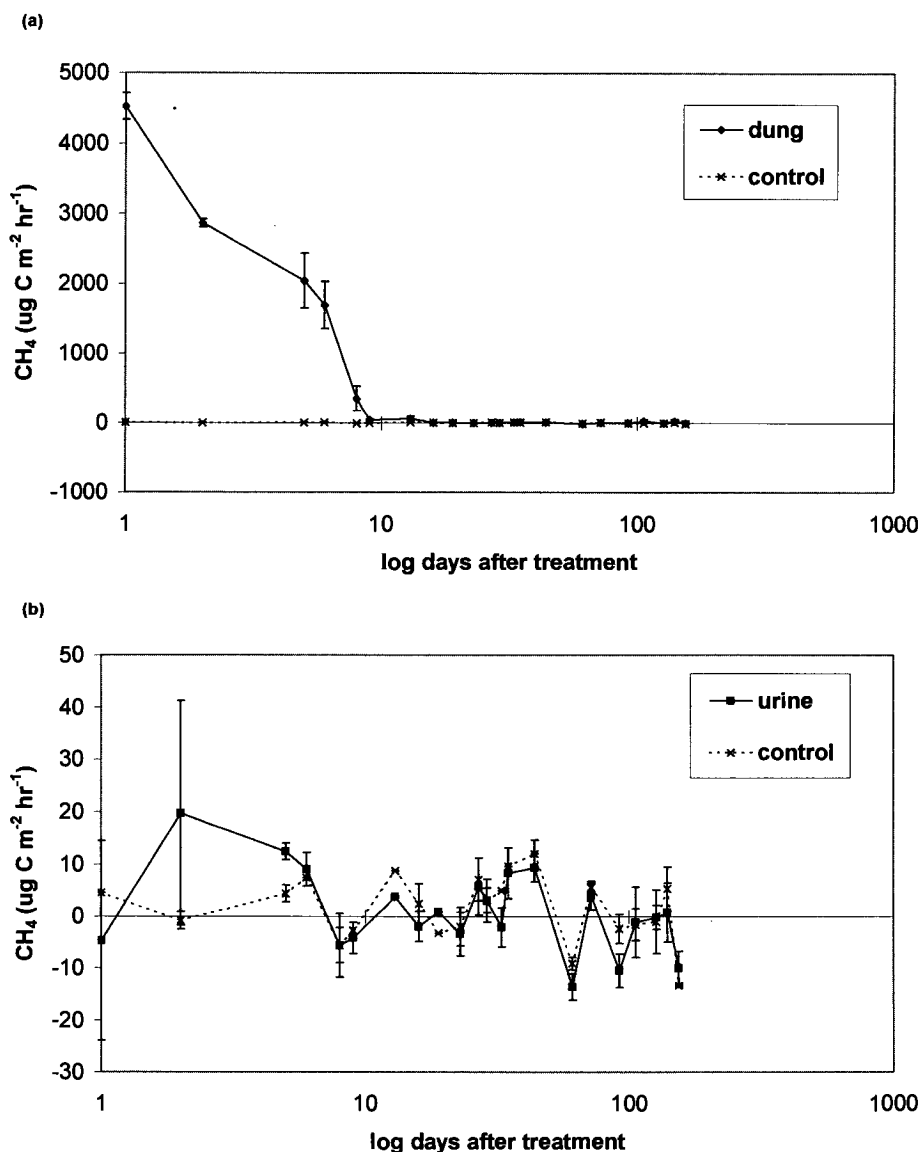 (a)
5000
4000
3000
2000
1000
0
-1000
CH₄ (ug C m⁻² hr⁻¹)
dung
control
1 10 100 1000
log days after treatment
(b)
50
40
30
20
10
0
-10
-20
-30
CH₄ (ug C m⁻² hr⁻¹)
urine
control
1 10 100 1000
log days after treatment